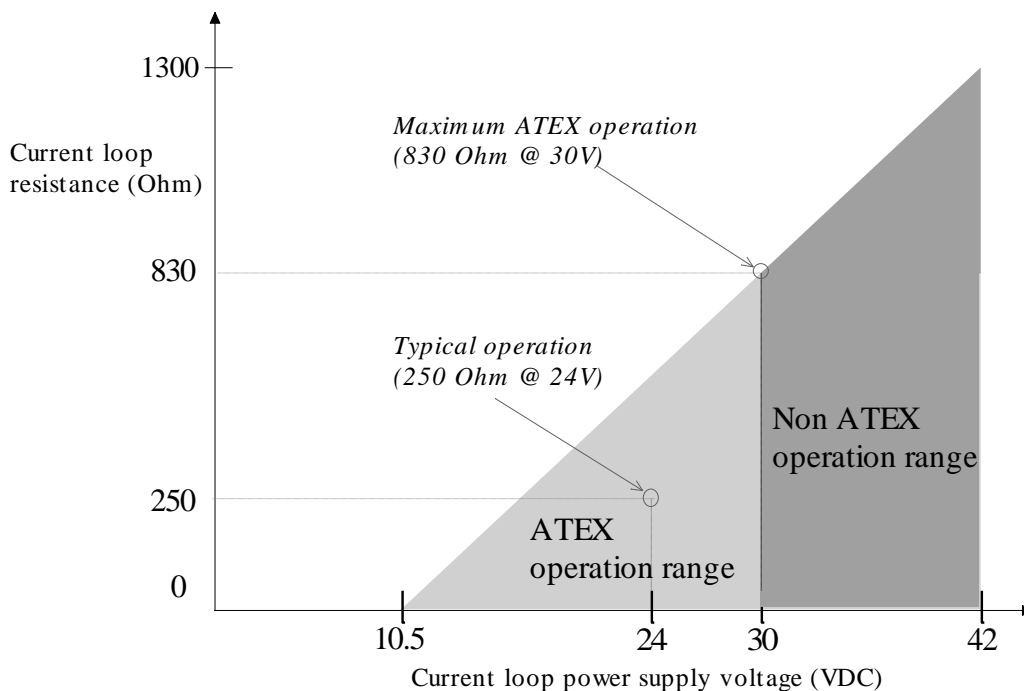 1300
Maximum ATEX operation
(830 Ohm @ 30V)
Current loop
resistance (Ohm)
830
Typical operation
(250 Ohm @ 24V)
Non ATEX
operation range
250
ATEX
operation range
0
10.5
24
30
42
Current loop power supply voltage (VDC)